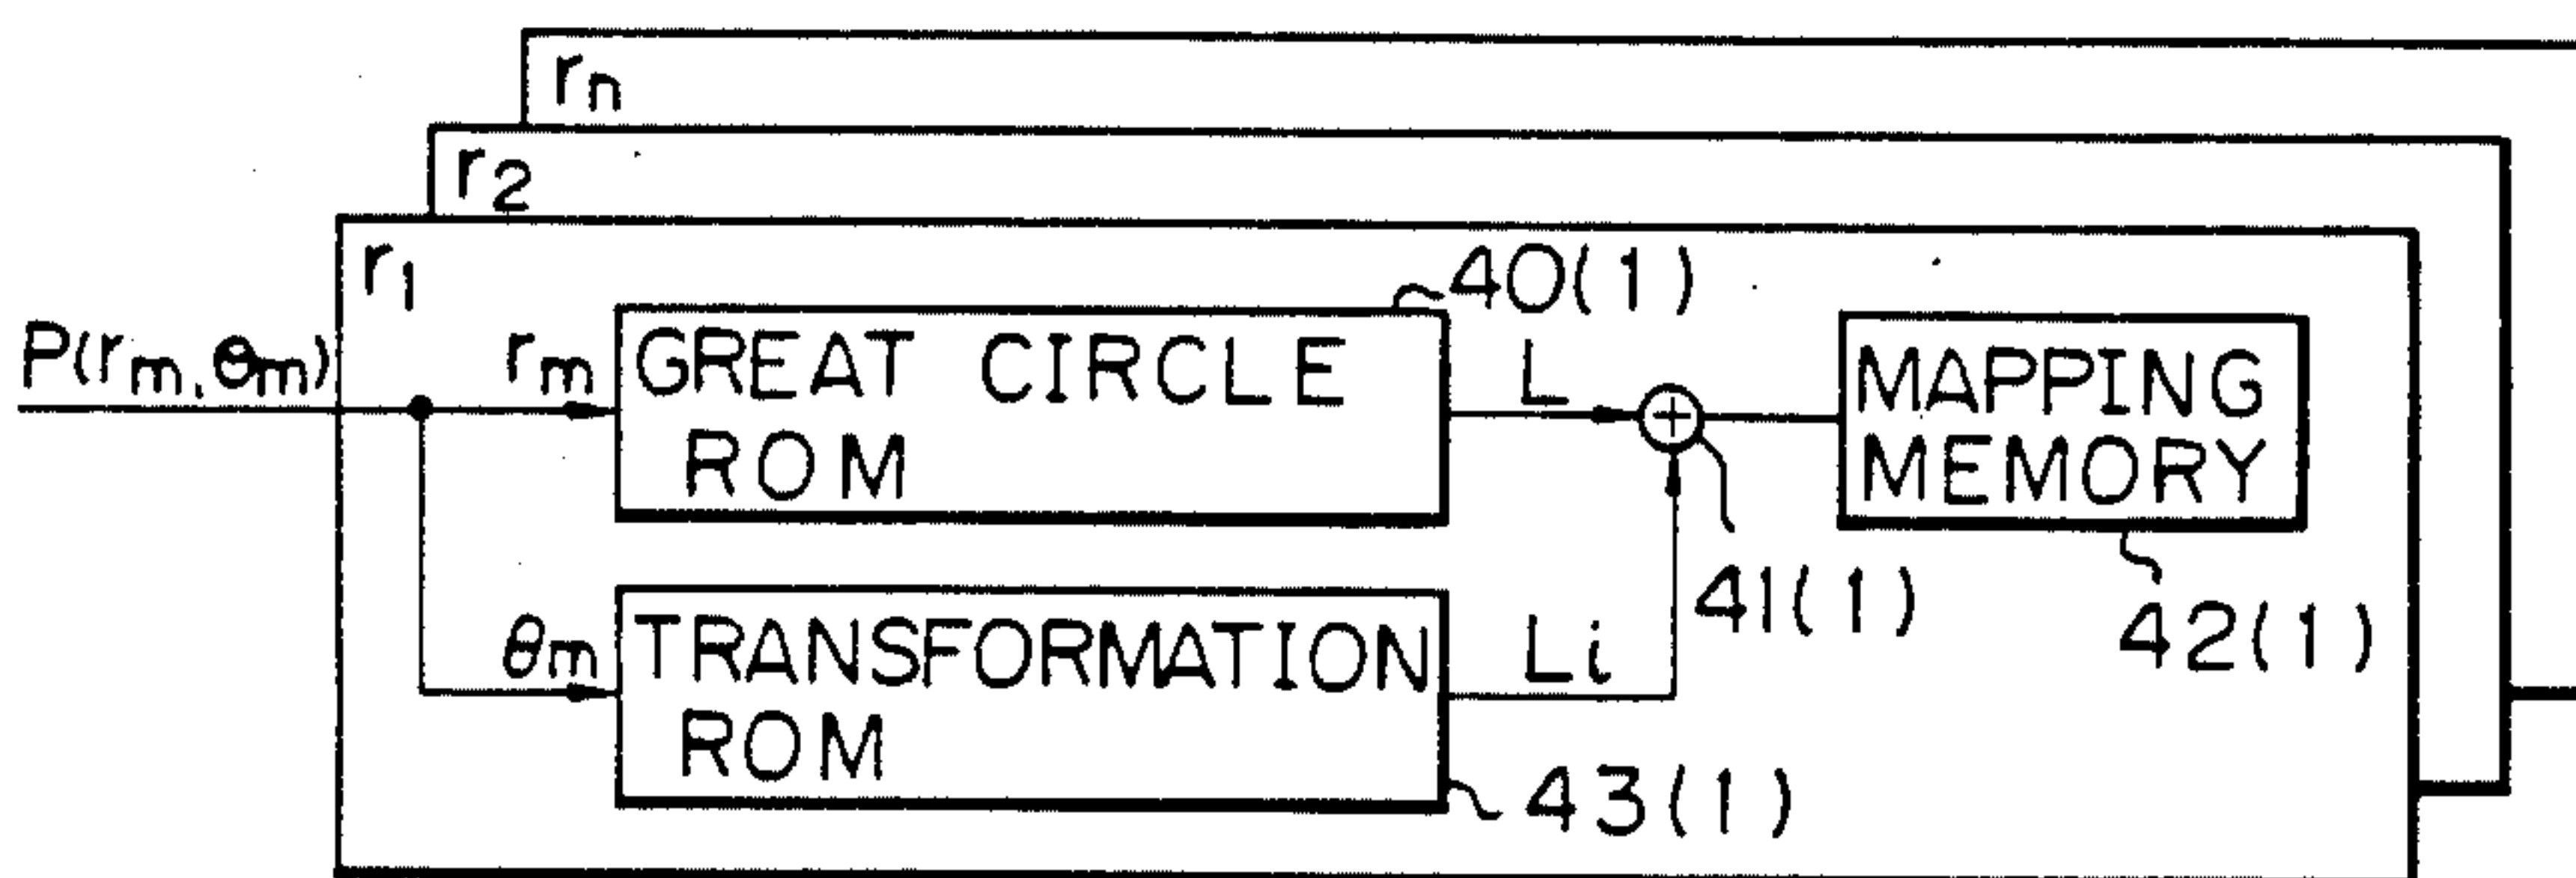 rn
r2
r1
P(rm, θm)
rm
GREAT CIRCLE
ROM
40(1)
L
+
MAPPING
MEMORY
41(1)
42(1)
θm
TRANSFORMATION
ROM
Li
43(1)